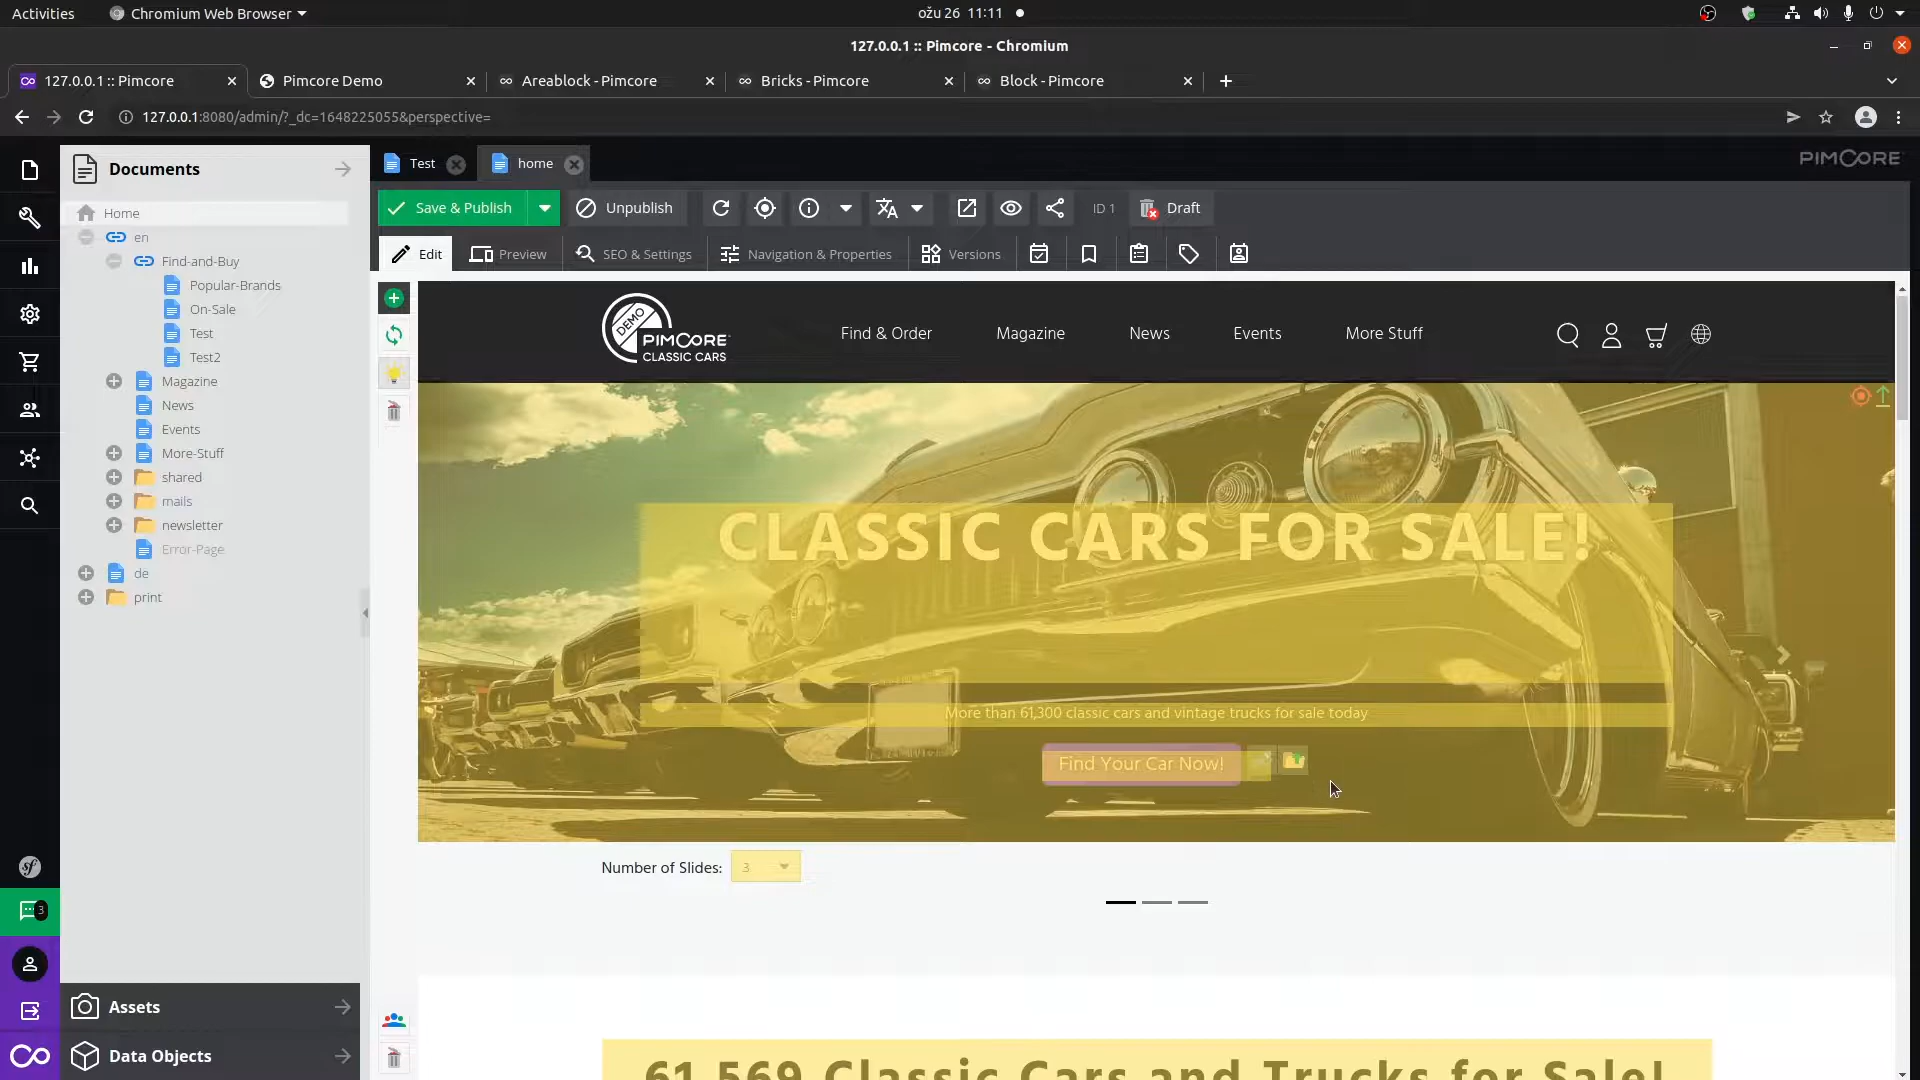 Activities
Chromium Web Browser
ožu 26 11:11
127.0.0.1 :: Pimcore - Chromium
127.0.0.1 :: Pimcore
Pimcore Demo
Areablock - Pimcore
Bricks - Pimcore
Block - Pimcore
127.0.0.1:8080/admin/?_dc=1648225055&perspective=
Documents
Test
home
PIMCORE
Save & Publish
Unpublish
ID 1
Draft
Edit
Preview
SEO & Settings
Navigation & Properties
Versions
Home
en
Find-and-Buy
Popular-Brands
On-Sale
Test
Test2
Magazine
News
Events
More-Stuff
shared
mails
newsletter
Error-Page
de
print
DEMO
PIMCORE
CLASSIC CARS
Find & Order
Magazine
News
Events
More Stuff
CLASSIC CARS FOR SALE!
More than 61,300 classic cars and vintage trucks for sale today
Find Your Car Now!
Number of Slides:
3
61.569 Classic Cars and Trucks for Sale!
sf
3
Assets
Data Objects